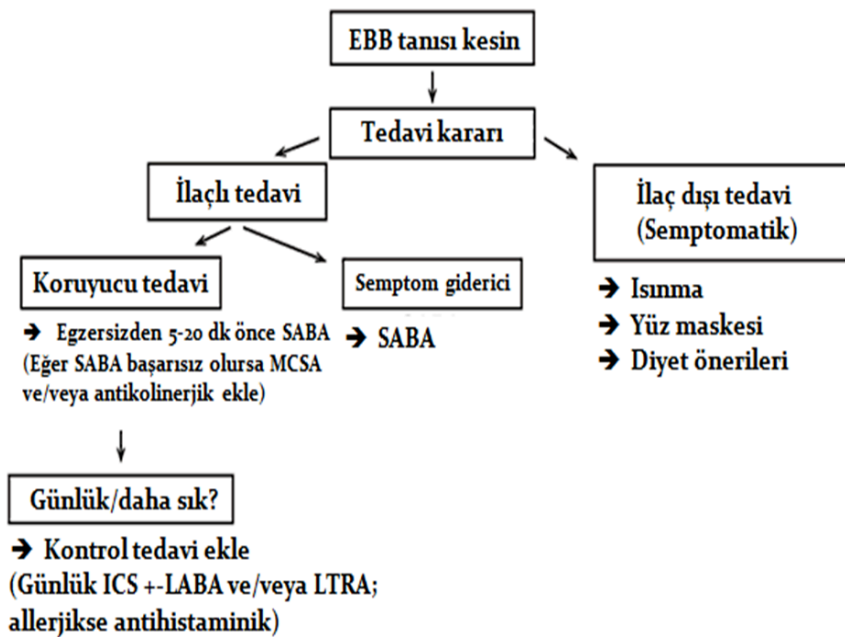 EBB tanısı kesin
Tedavi kararı
İlaçlı tedavi
İlaç dışı tedavi
(Semptomatik)
Koruyucu tedavi
Semptom giderici
➔ Egzersizden 5-20 dk önce SABA
(Eğer SABA başarısız olursa MCSA
ve/veya antikolinerjik ekle)
➔ SABA
➔ Isınma
➔ Yüz maskesi
➔ Diyet önerileri
Günlük/daha sık?
➔ Kontrol tedavi ekle
(Günlük ICS +-LABA ve/veya LTRA;
allerjikse antihistaminik)